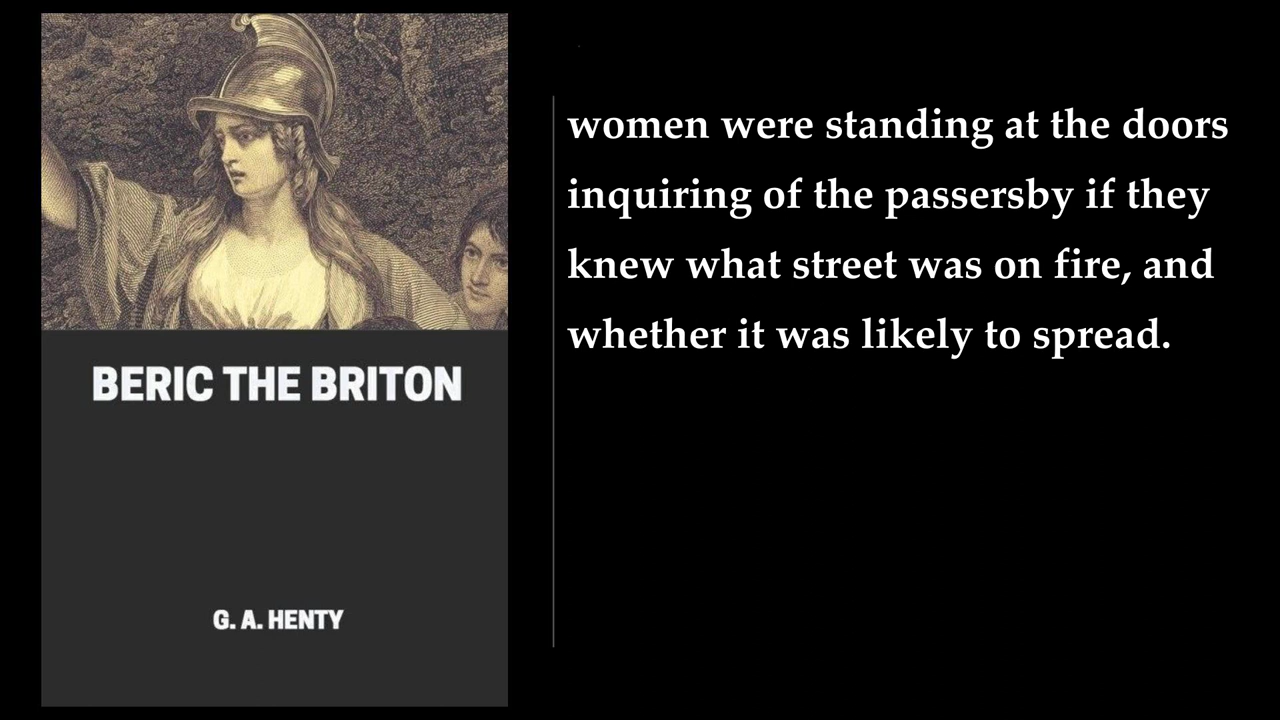 BERIC THE BRITON
G. A. HENTY
women were standing at the doors
inquiring of the passersby if they
knew what street was on fire, and
whether it was likely to spread.